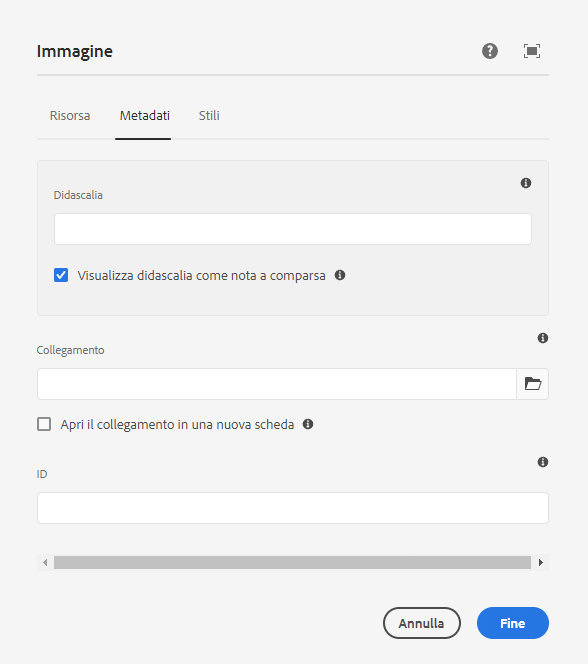 Immagine
Risorsa Metadati Stili
Didascalia
Visualizza didascalia come nota a comparsa
Collegamento
Apri il collegamento in una nuova scheda
ID
Annulla Fine